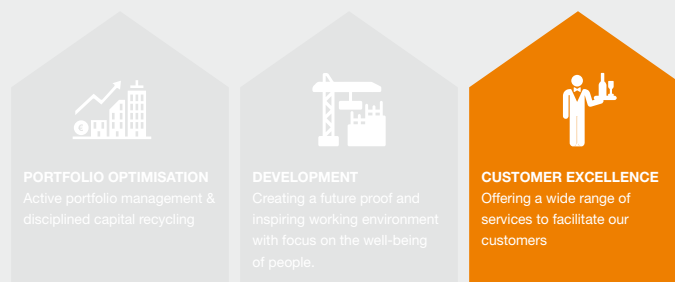 PORTFOLIO OPTIMISATION
Active portfolio management &
disciplined capital recycling
DEVELOPMENT
Creating a future proof and
inspiring working environment
with focus on the well-being
of people.
CUSTOMER EXCELLENCE
Offering a wide range of
services to facilitate our
customers